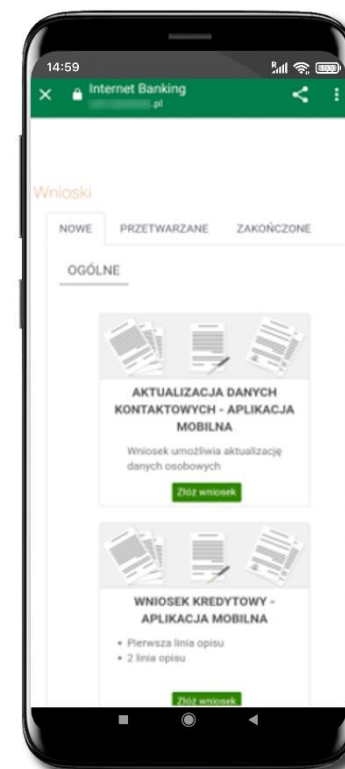 14:59
Internet Banking
.pl
Wnioski
NOWE PRZETWARZANE ZAKOŃCZONE
OGÓLNE
AKTUALIZACJA DANYCH
KONTAKTOWYCH - APLIKACJA
MOBILNA
Wniosek umożliwia aktualizację
danych osobowych
Złóż wniosek
WNIOSEK KREDYTOWY -
APLIKACJA MOBILNA
• Pierwsza linia opisu
• 2 linia opisu
Złóż wniosek